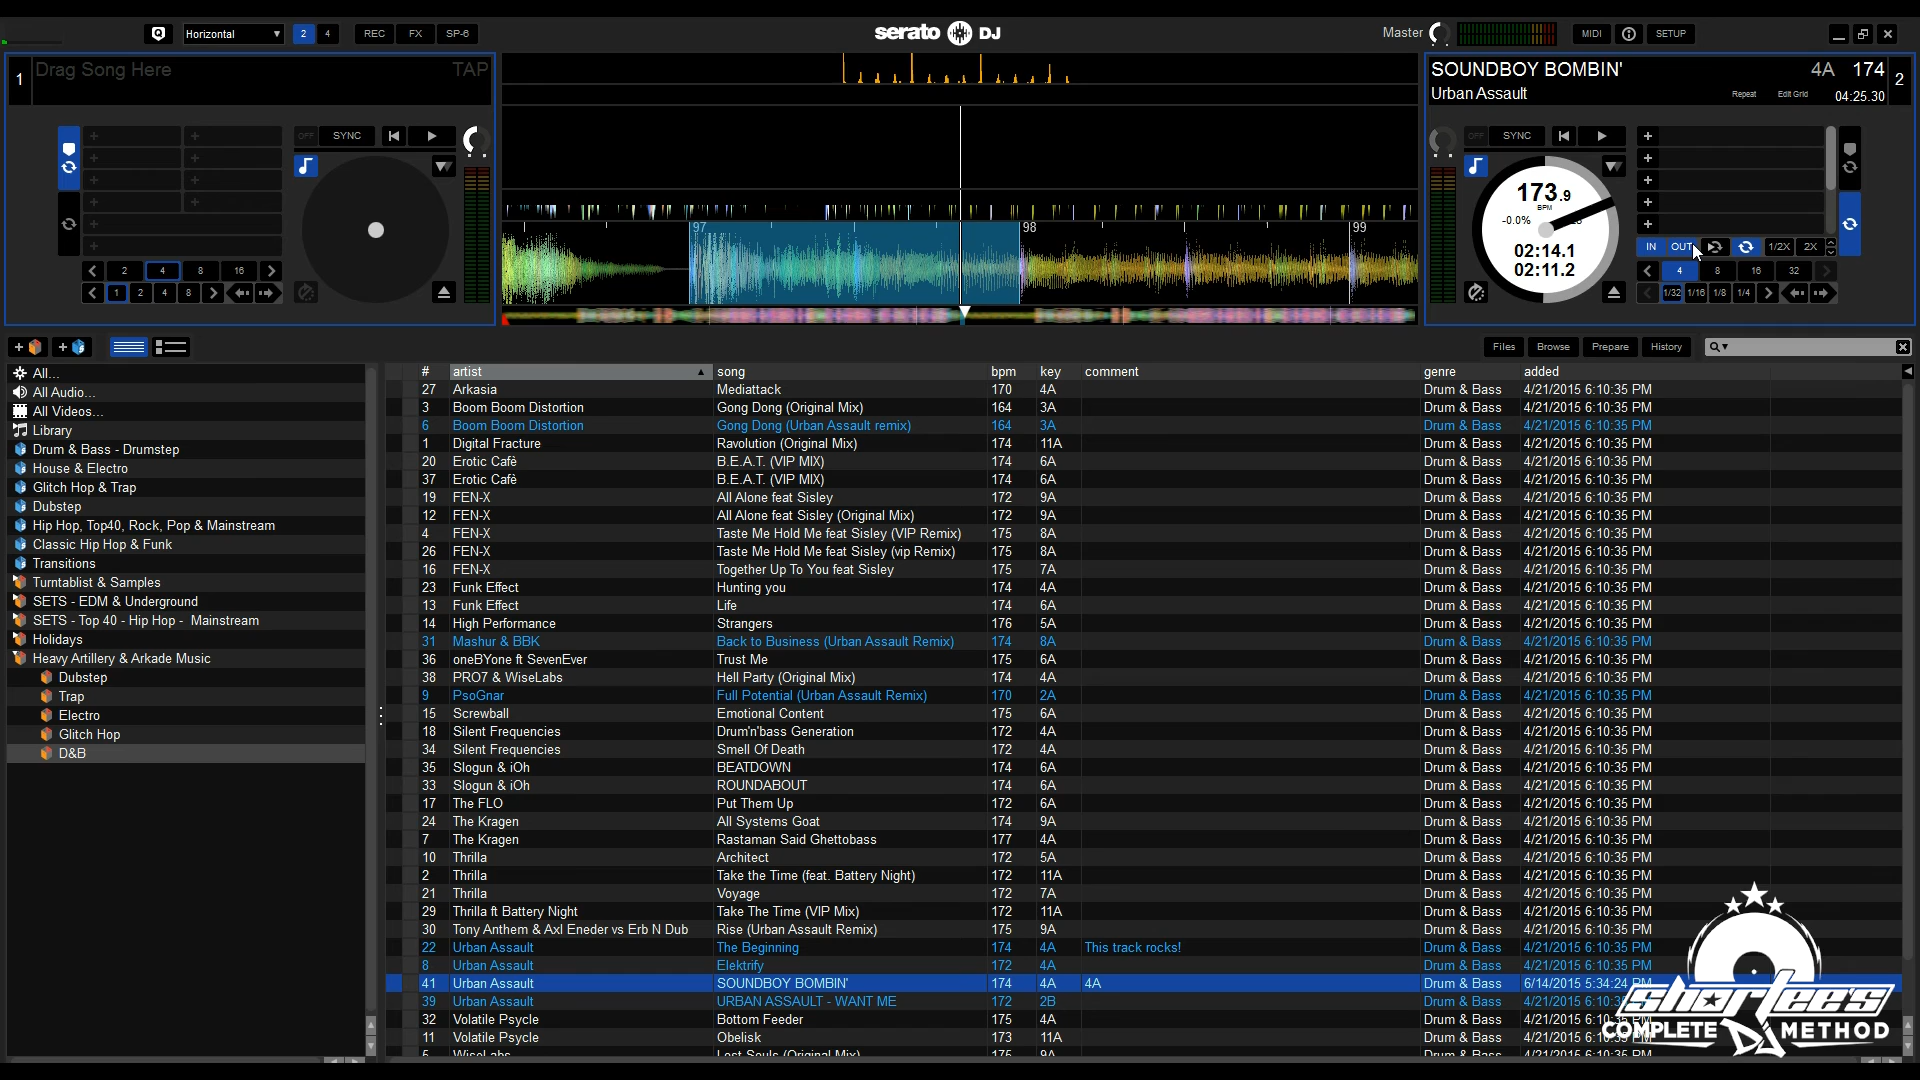 Horizontal 2 4 REC FX SP-6 serato DJ Master MIDI SETUP
1 Drag Song Here TAP
SOUNDBOY BOMBIN' 4A 174 2
Urban Assault Repeat Edit Grid 04:25.30
OFF SYNC
OFF SYNC
173.9
BPM
-0.0%
02:14.1
02:11.2
97 98 99
IN OUT 1/2X 2X
2 4 8 16
4 8 16 32
1 2 4 8
1/32 1/16 1/8 1/4
Files Browse Prepare History
All...
All Audio...
All Videos...
Library
Drum & Bass - Drumstep
House & Electro
Glitch Hop & Trap
Dubstep
Hip Hop, Top40, Rock, Pop & Mainstream
Classic Hip Hop & Funk
Transitions
Turntablist & Samples
SETS - EDM & Underground
SETS - Top 40 - Hip Hop - Mainstream
Holidays
Heavy Artillery & Arkade Music
Dubstep
Trap
Electro
Glitch Hop
D&B
# artist song bpm key comment genre added
27 Arkasia Mediattack 170 4A Drum & Bass 4/21/2015 6:10:35 PM
3 Boom Boom Distortion Gong Dong (Original Mix) 164 3A Drum & Bass 4/21/2015 6:10:35 PM
6 Boom Boom Distortion Gong Dong (Urban Assault remix) 164 3A Drum & Bass 4/21/2015 6:10:35 PM
1 Digital Fracture Ravolution (Original Mix) 174 11A Drum & Bass 4/21/2015 6:10:35 PM
20 Erotic Cafè B.E.A.T. (VIP MIX) 174 6A Drum & Bass 4/21/2015 6:10:35 PM
37 Erotic Cafè B.E.A.T. (VIP MIX) 174 6A Drum & Bass 4/21/2015 6:10:35 PM
19 FEN-X All Alone feat Sisley 172 9A Drum & Bass 4/21/2015 6:10:35 PM
12 FEN-X All Alone feat Sisley (Original Mix) 172 9A Drum & Bass 4/21/2015 6:10:35 PM
4 FEN-X Taste Me Hold Me feat Sisley (VIP Remix) 175 8A Drum & Bass 4/21/2015 6:10:35 PM
26 FEN-X Taste Me Hold Me feat Sisley (vip Remix) 175 8A Drum & Bass 4/21/2015 6:10:35 PM
16 FEN-X Together Up To You feat Sisley 175 7A Drum & Bass 4/21/2015 6:10:35 PM
23 Funk Effect Hunting you 174 4A Drum & Bass 4/21/2015 6:10:35 PM
13 Funk Effect Life 174 6A Drum & Bass 4/21/2015 6:10:35 PM
14 High Performance Strangers 176 5A Drum & Bass 4/21/2015 6:10:35 PM
31 Mashur & BBK Back to Business (Urban Assault Remix) 174 8A Drum & Bass 4/21/2015 6:10:35 PM
36 oneBYone ft SevenEver Trust Me 175 6A Drum & Bass 4/21/2015 6:10:35 PM
38 PRO7 & WiseLabs Hell Party (Original Mix) 174 4A Drum & Bass 4/21/2015 6:10:35 PM
9 PsoGnar Full Potential (Urban Assault Remix) 170 2A Drum & Bass 4/21/2015 6:10:35 PM
15 Screwball Emotional Content 175 6A Drum & Bass 4/21/2015 6:10:35 PM
18 Silent Frequencies Drum'n'bass Generation 172 4A Drum & Bass 4/21/2015 6:10:35 PM
34 Silent Frequencies Smell Of Death 172 4A Drum & Bass 4/21/2015 6:10:35 PM
35 Slogun & iOh BEATDOWN 174 6A Drum & Bass 4/21/2015 6:10:35 PM
33 Slogun & iOh ROUNDABOUT 174 6A Drum & Bass 4/21/2015 6:10:35 PM
17 The FLO Put Them Up 172 6A Drum & Bass 4/21/2015 6:10:35 PM
24 The Kragen All Systems Goat 174 9A Drum & Bass 4/21/2015 6:10:35 PM
7 The Kragen Rastaman Said Ghettobass 177 4A Drum & Bass 4/21/2015 6:10:35 PM
10 Thrilla Architect 172 5A Drum & Bass 4/21/2015 6:10:35 PM
2 Thrilla Take the Time (feat. Battery Night) 172 11A Drum & Bass 4/21/2015 6:10:35 PM
21 Thrilla Voyage 172 7A Drum & Bass 4/21/2015 6:10:35 PM
29 Thrilla ft Battery Night Take The Time (VIP Mix) 172 11A Drum & Bass 4/21/2015 6:10:35 PM
30 Tony Anthem & Axl Eneder vs Erb N Dub Rise (Urban Assault Remix) 175 9A Drum & Bass 4/21/2015 6:10:35 PM
22 Urban Assault The Beginning 174 4A This track rocks! Drum & Bass 4/21/2015 6:10:35 PM
8 Urban Assault Elektrify 172 4A Drum & Bass 4/21/2015 6:10:35 PM
41 Urban Assault SOUNDBOY BOMBIN' 174 4A 4A Drum & Bass 6/14/2015 5:34:24 PM
39 Urban Assault URBAN ASSAULT - WANT ME 172 2B Drum & Bass 4/21/2015
32 Volatile Psycle Bottom Feeder 175 4A Drum & Bass 4/21/2015
11 Volatile Psycle Obelisk 173 11A Drum & Bass 4/21/2015
WiseLabs Lost Souls (Original Mix) 175 9A Drum & Bass
shortee's
COMPLETE DJ METHOD